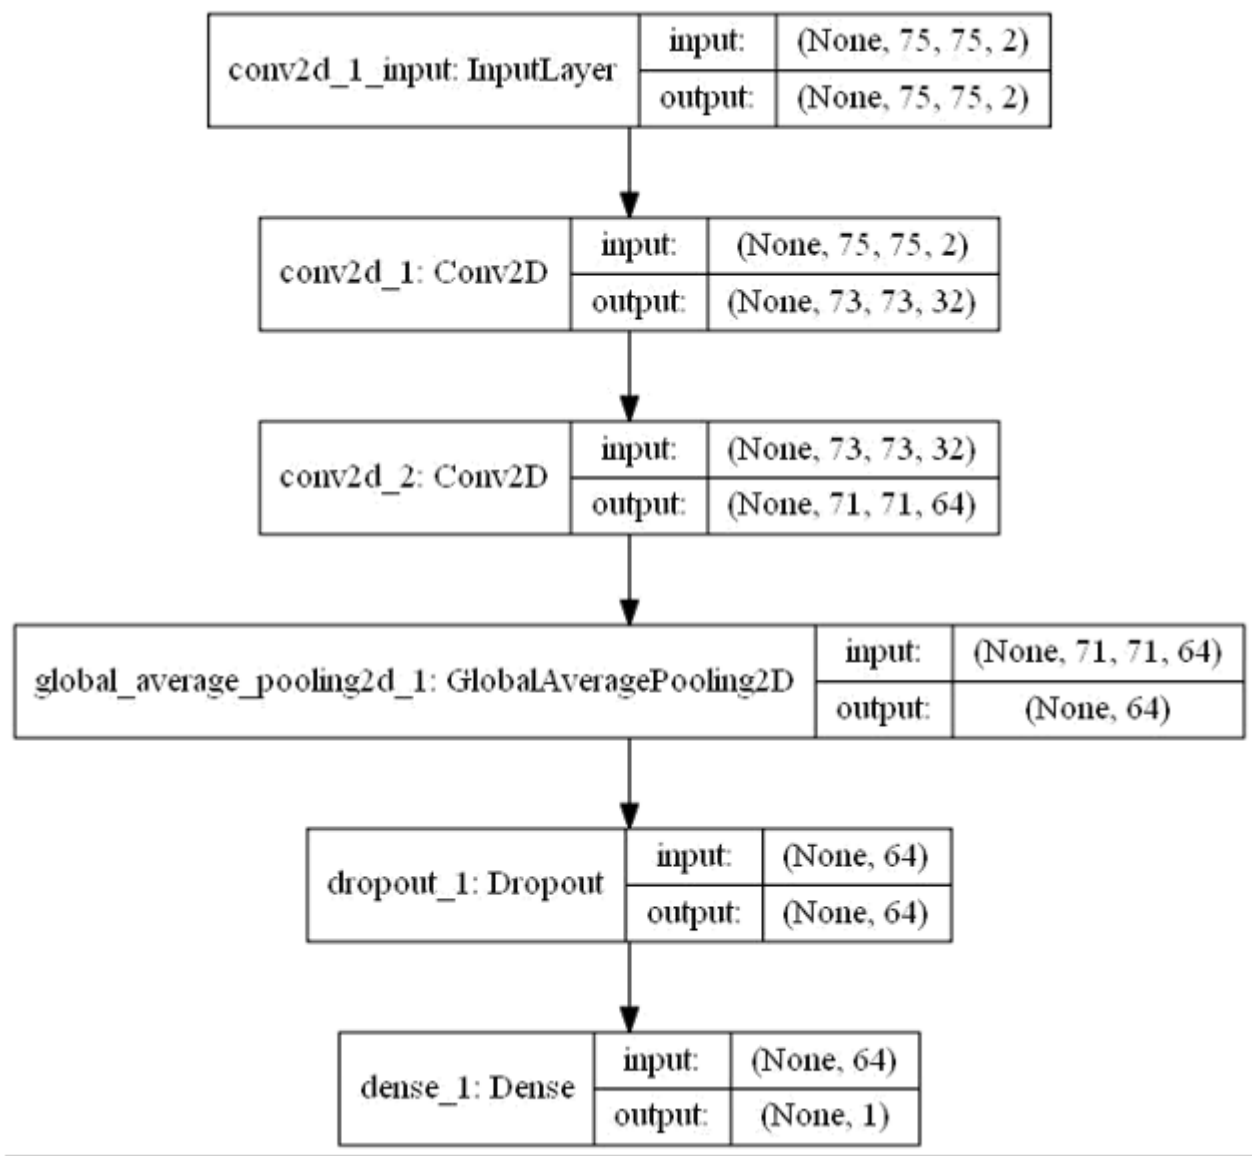 conv2d_1_input: InputLayer
input: (None, 75, 75, 2)
output: (None, 75, 75, 2)
conv2d_1: Conv2D
input: (None, 75, 75, 2)
output: (None, 73, 73, 32)
conv2d_2: Conv2D
input: (None, 73, 73, 32)
output: (None, 71, 71, 64)
global_average_pooling2d_1: GlobalAveragePooling2D
input: (None, 71, 71, 64)
output: (None, 64)
dropout_1: Dropout
input: (None, 64)
output: (None, 64)
dense_1: Dense
input: (None, 64)
output: (None, 1)